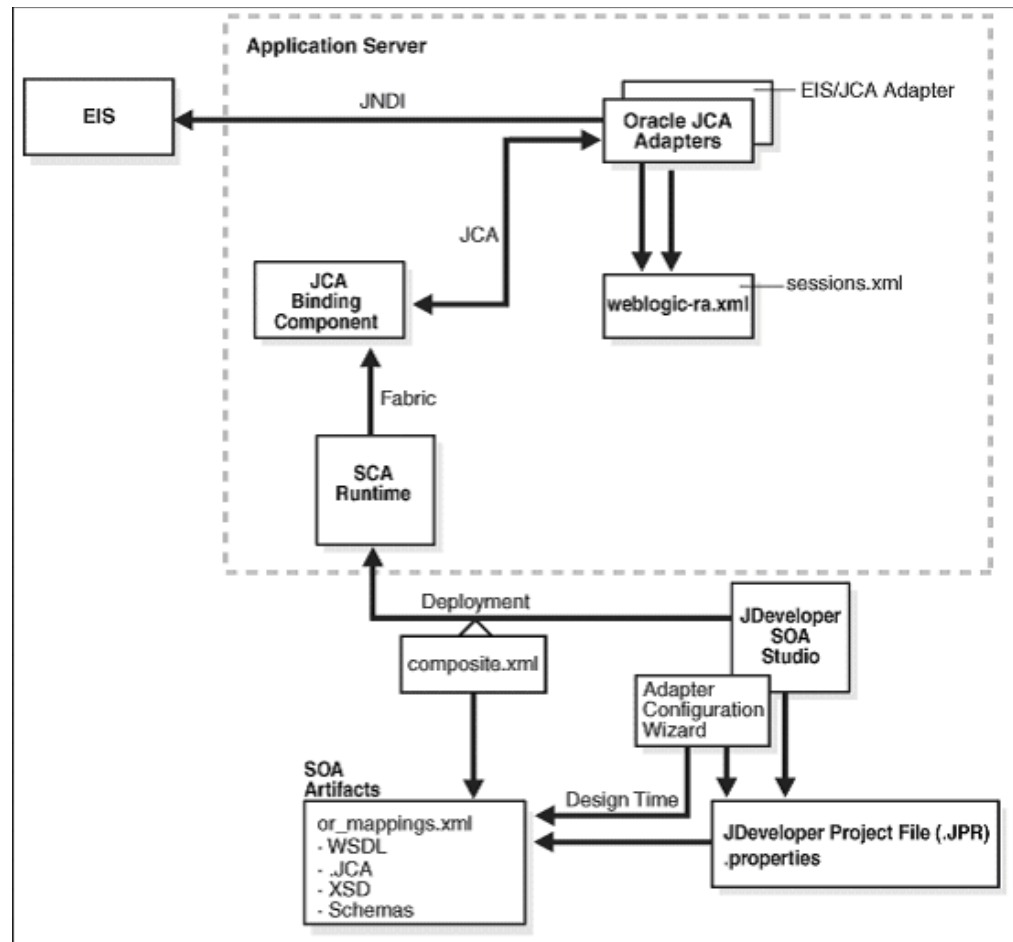 Application Server
EIS
JNDI
EIS/JCA Adapter
Oracle JCA
Adapters
JCA
JCA
Binding
Component
weblogic-ra.xml
sessions.xml
Fabric
SCA
Runtime
Deployment
JDeveloper
SOA
Studio
composite.xml
Adapter
Configuration
Wizard
SOA
Artifacts
Design Time
or_mappings.xml
- WSDL
- .JCA
- XSD
- Schemas
JDeveloper Project File (.JPR)
.properties